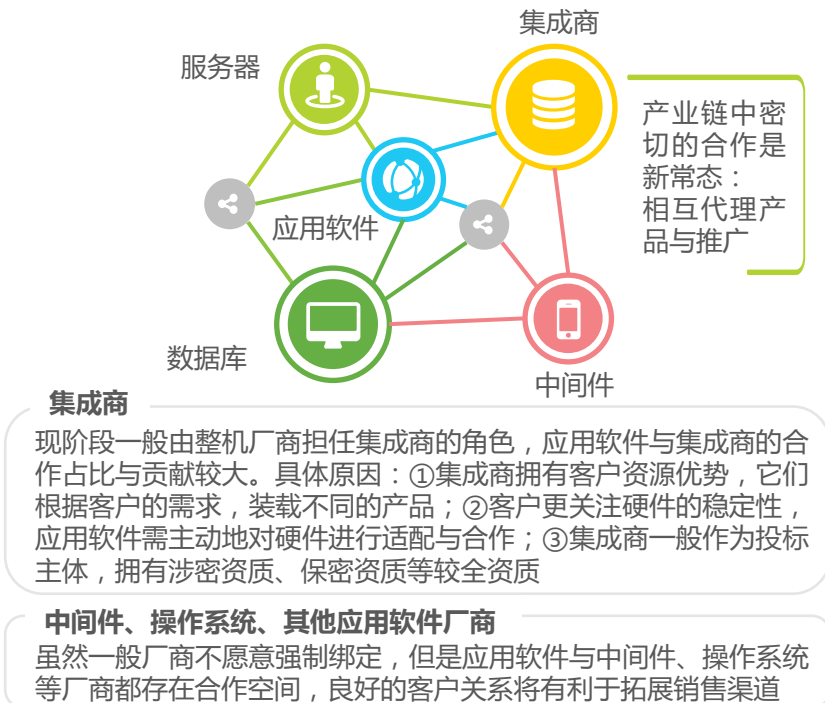 集成商
服务器
产业链中密
切的合作是
新常态：
相互代理产
品与推广
应用软件
数据库
中间件
集成商
现阶段一般由整机厂商担任集成商的角色，应用软件与集成商的合
作占比与贡献较大。具体原因：①集成商拥有客户资源优势，它们
根据客户的需求，装载不同的产品；②客户更关注硬件的稳定性，
应用软件需主动地对硬件进行适配与合作；③集成商一般作为投标
主体，拥有涉密资质、保密资质等较全资质
中间件、操作系统、其他应用软件厂商
虽然一般厂商不愿意强制绑定，但是应用软件与中间件、操作系统
等厂商都存在合作空间，良好的客户关系将有利于拓展销售渠道